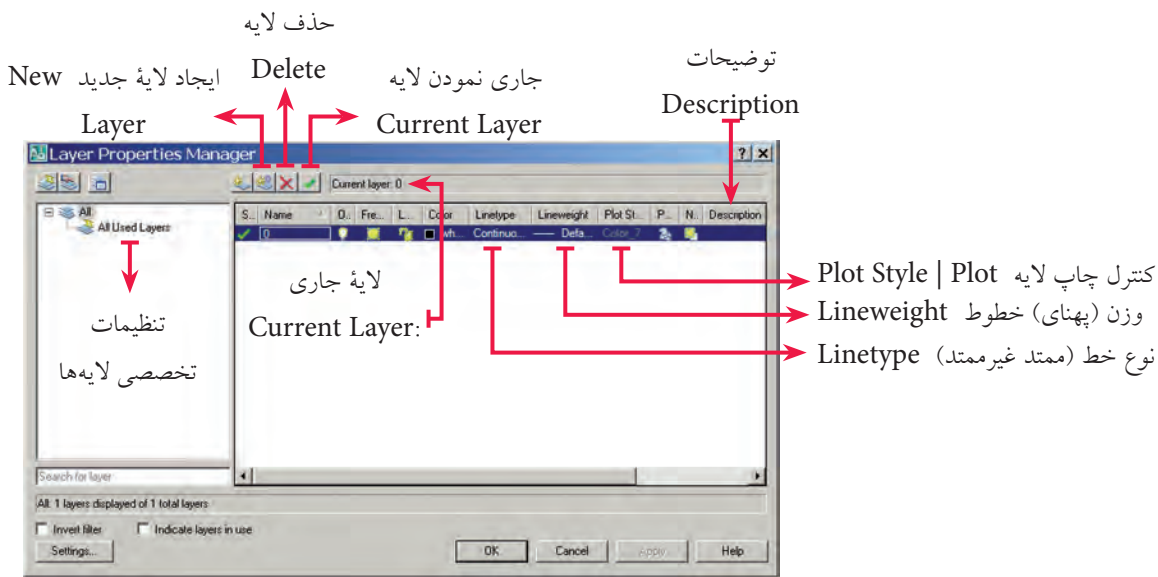 حذف لایه
Delete
ایجاد لایۀ جدید New
Layer
جاری نمودن لایه
Current Layer
توضیحات
Description
Layer Properties Manager
Current layer: 0
All
All Used Layers
S... Name O.. Fre... L... Color Linetype Lineweight Plot St... P... N.. Description
0 wh... Continuo... Defa... Color_7
لایۀ جاری
Current Layer:
تنظیمات
تخصصی لایه‌ها
کنترل چاپ لایه Plot Style | Plot
وزن (پهنای) خطوط Lineweight
نوع خط (ممتد غیرممتد) Linetype
Search for layer
All: 1 layers displayed of 1 total layers
Invert filter Indicate layers in use
Settings... OK Cancel Apply Help